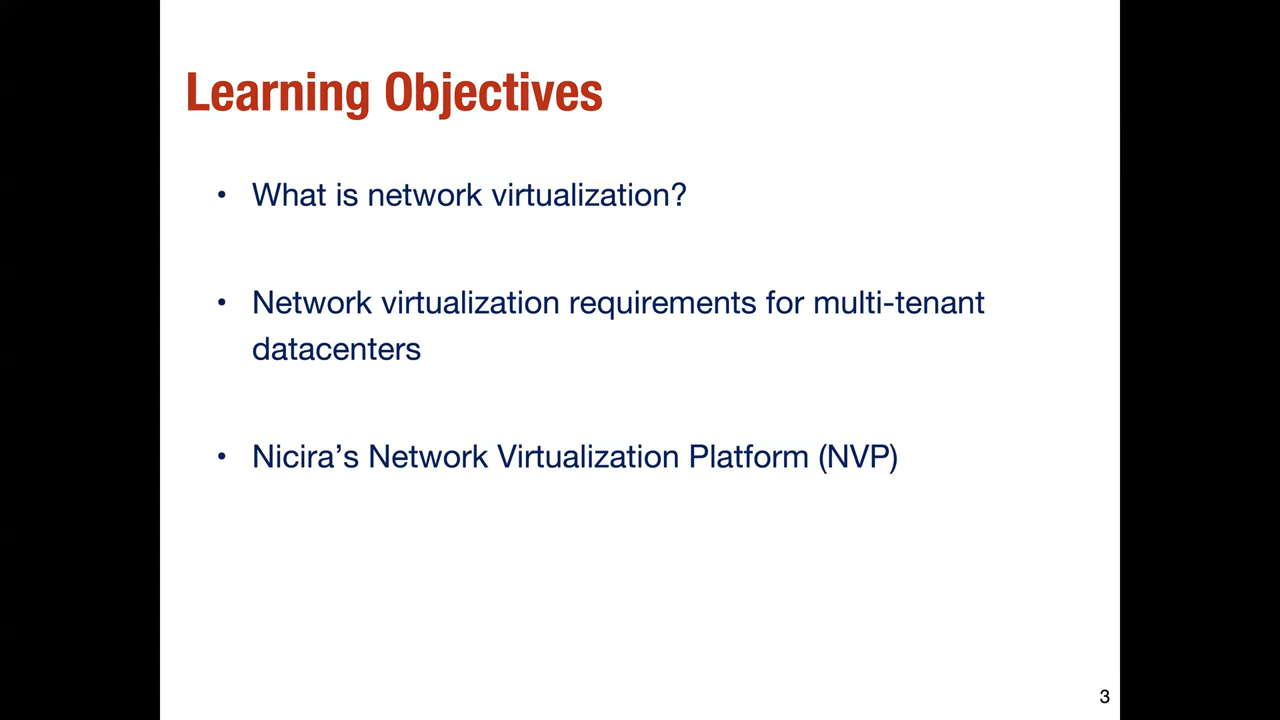 Learning Objectives
• What is network virtualization?
• Network virtualization requirements for multi-tenant
datacenters
• Nicira’s Network Virtualization Platform (NVP)
3